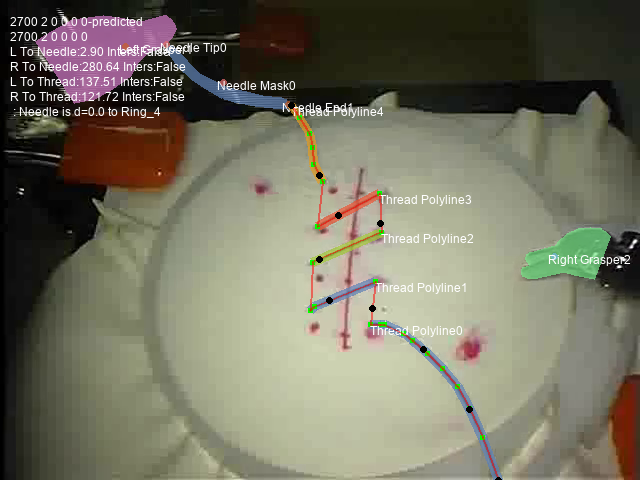 2700 2 0 0 0 0-predicted
2700 2 0 0 0 0
Needle Tip0
L To Needle:2.90 Inters:False
R To Needle:280.64 Inters:False
L To Thread:137.51 Inters:False
R To Thread:121.72 Inters:False
: Needle is d=0.0 to Ring_4
Needle Mask0
Needle End1
Thread Polyline4
Thread Polyline3
Thread Polyline2
Right Grasper2
Thread Polyline1
Thread Polyline0